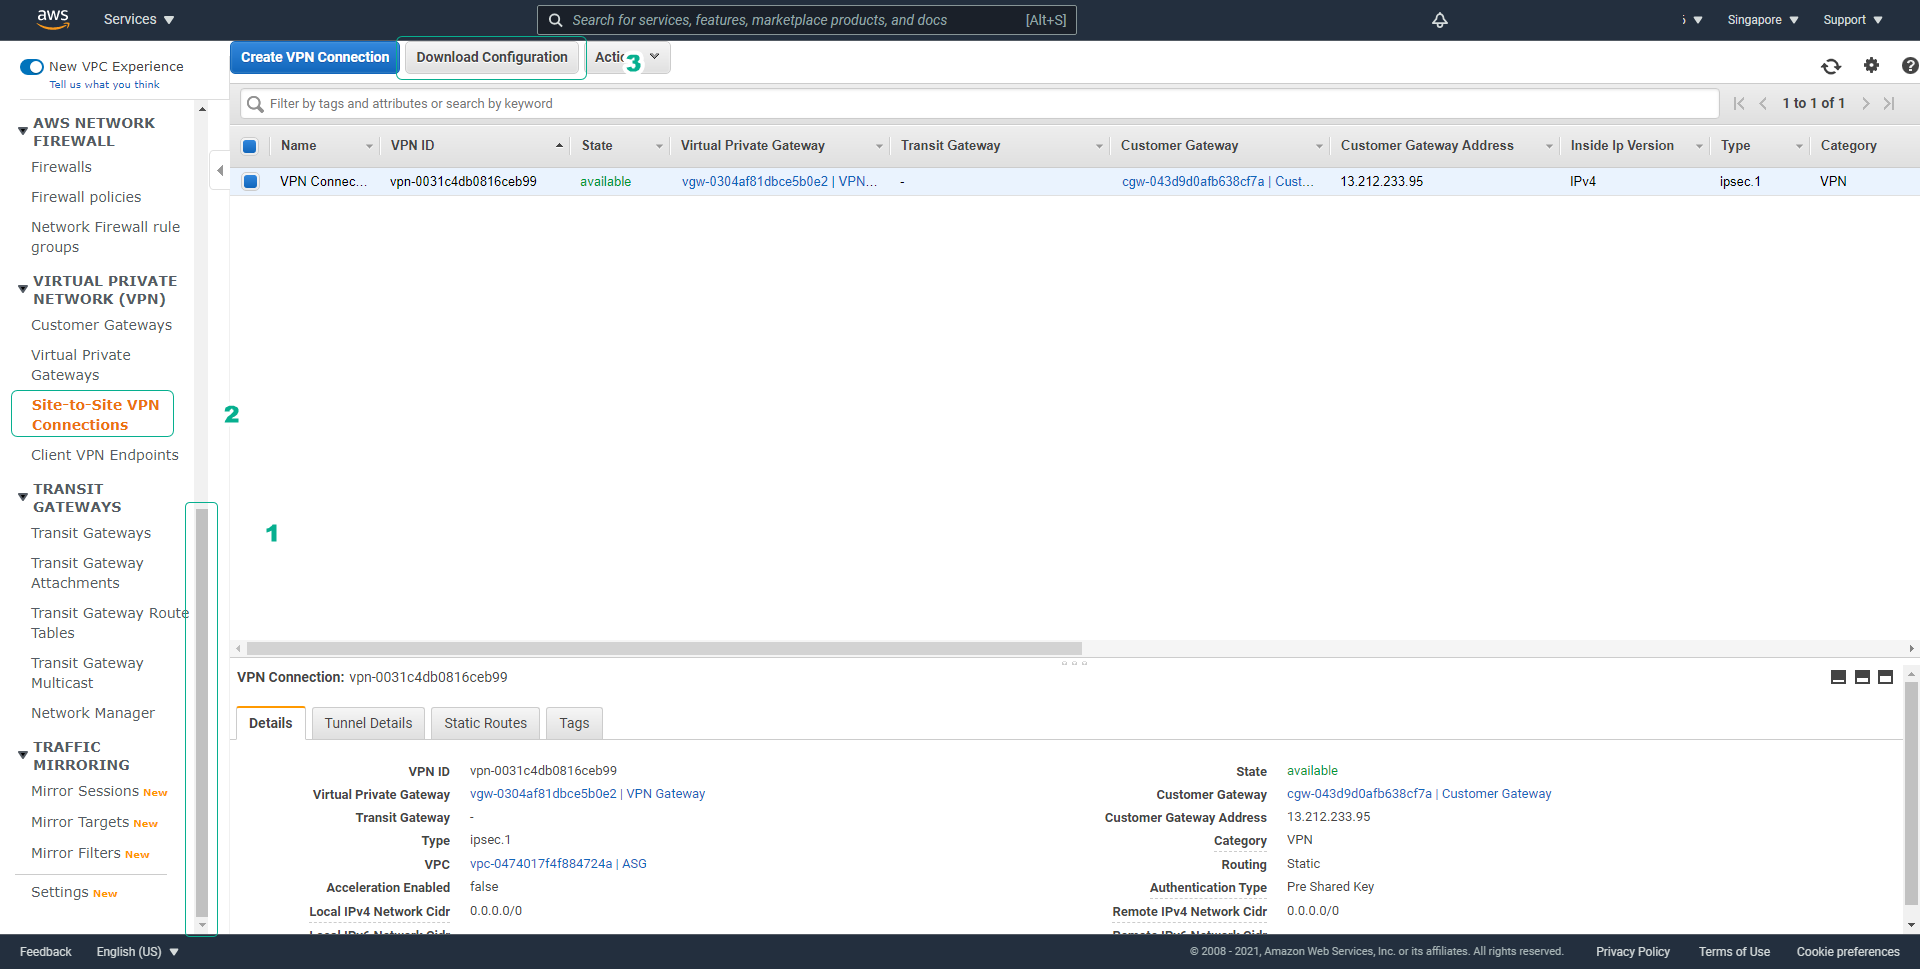 aws
Services
Search for services, features, marketplace products, and docs
[Alt+S]
Singapore
Support
New VPC Experience
Tell us what you think
Create VPN Connection
Download Configuration
3
Filter by tags and attributes or search by keyword
1 to 1 of 1
Name
VPN ID
State
Virtual Private Gateway
Transit Gateway
Customer Gateway
Customer Gateway Address
Inside Ip Version
Type
Category
VPN Connec...
vpn-0031c4db0816ceb99
available
vgw-0304af81dbce5b0e2 | VPN...
-
cgw-043d9d0afb638cf7a | Cust...
13.212.233.95
IPv4
ipsec.1
VPN
AWS NETWORK
FIREWALL
Firewalls
Firewall policies
Network Firewall rule
groups
VIRTUAL PRIVATE
NETWORK (VPN)
Customer Gateways
Virtual Private
Gateways
Site-to-Site VPN
Connections
2
Client VPN Endpoints
TRANSIT
GATEWAYS
Transit Gateways
1
Transit Gateway
Attachments
Transit Gateway Route
Tables
Transit Gateway
Multicast
Network Manager
TRAFFIC
MIRRORING
Mirror Sessions New
Mirror Targets New
Mirror Filters New
Settings New
VPN Connection: vpn-0031c4db0816ceb99
Details
Tunnel Details
Static Routes
Tags
VPN ID vpn-0031c4db0816ceb99
Virtual Private Gateway vgw-0304af81dbce5b0e2 | VPN Gateway
Transit Gateway -
Type ipsec.1
VPC vpc-0474017f4f884724a | ASG
Acceleration Enabled false
Local IPv4 Network Cidr 0.0.0.0/0
Local IPv6 Network Cidr
State available
Customer Gateway cgw-043d9d0afb638cf7a | Customer Gateway
Customer Gateway Address 13.212.233.95
Category VPN
Routing Static
Authentication Type Pre Shared Key
Remote IPv4 Network Cidr 0.0.0.0/0
Remote IPv6 Network Cidr
Feedback
English (US)
© 2008 - 2021, Amazon Web Services, Inc. or its affiliates. All rights reserved.
Privacy Policy
Terms of Use
Cookie preferences